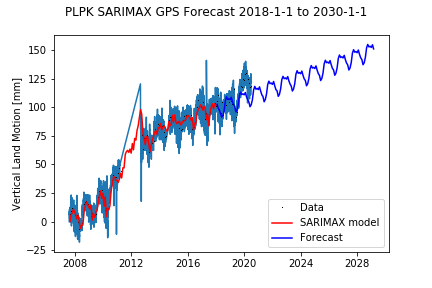 PLPK SARIMAX GPS Forecast 2018-1-1 to 2030-1-1
Vertical Land Motion [mm]
150
125
100
75
50
25
0
−25
2008
2012
2016
2020
2024
2028
Data
SARIMAX model
Forecast